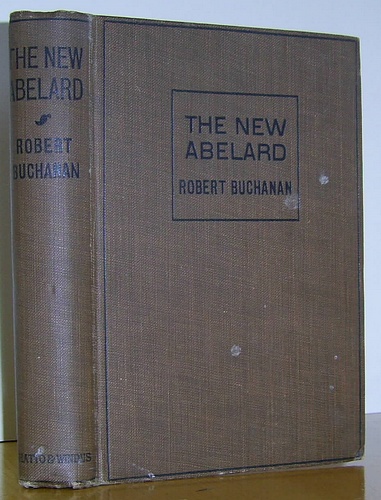 THE NEW
ABELARD
ROBERT
BUCHANAN
CHATTO & WINDUS
THE NEW
ABELARD
ROBERT BUCHANAN